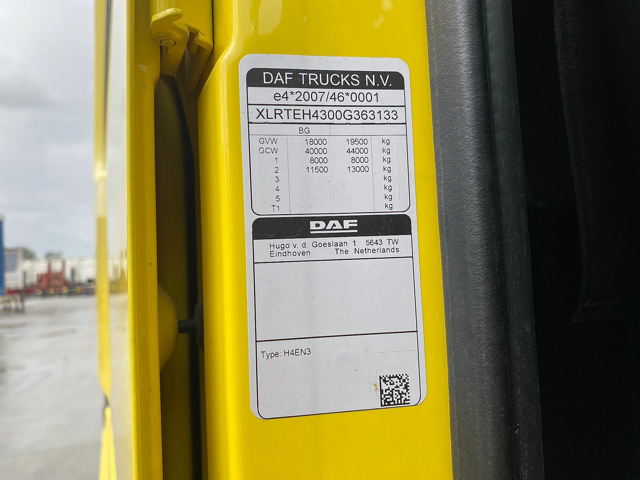 DAF TRUCKS N.V.
e4*2007/46*0001
XLRTEH4300G363133
BG
GVW 18000 19500 kg
GCW 40000 44000 kg
1 8000 8000 kg
2 11500 13000 kg
3 kg
4 kg
5 kg
T1 kg
DAF
Hugo v. d. Goeslaan 1 5643 TW
Eindhoven The Netherlands
Type: H4EN3